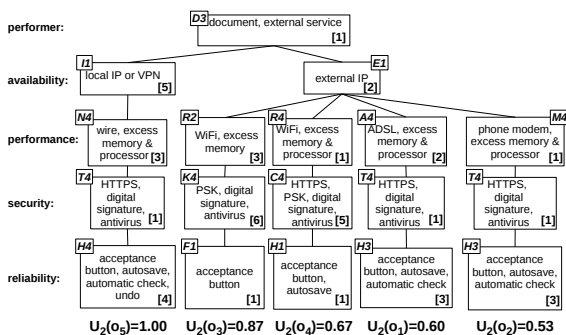 performer:
D3
document, external service
[1]
availability:
I1
local IP or VPN
[5]
E1
external IP
[2]
performance:
N4
wire, excess
memory &
processor
[3]
R2
WiFi, excess
memory
[3]
R4
WiFi, excess
memory &
processor
[1]
A4
ADSL, excess
memory &
processor
[2]
M4
phone modem,
excess memory &
processor
[1]
security:
T4
HTTPS,
digital
signature,
antivirus
[1]
K4
PSK, digital
signature,
antivirus
[6]
C4
HTTPS,
PSK, digital
signature,
antivirus
[5]
T4
HTTPS,
digital
signature,
antivirus
[1]
T4
HTTPS,
digital
signature,
antivirus
[1]
reliability:
H4
acceptance
button, autosave,
automatic check,
undo
[4]
F1
acceptance
button
[1]
H1
acceptance
button,
autosave
[1]
H3
acceptance
button, autosave,
automatic check
[3]
H3
acceptance
button, autosave,
automatic check
[3]
U2(o5)=1.00
U2(o3)=0.87
U2(o4)=0.67
U2(o1)=0.60
U2(o2)=0.53